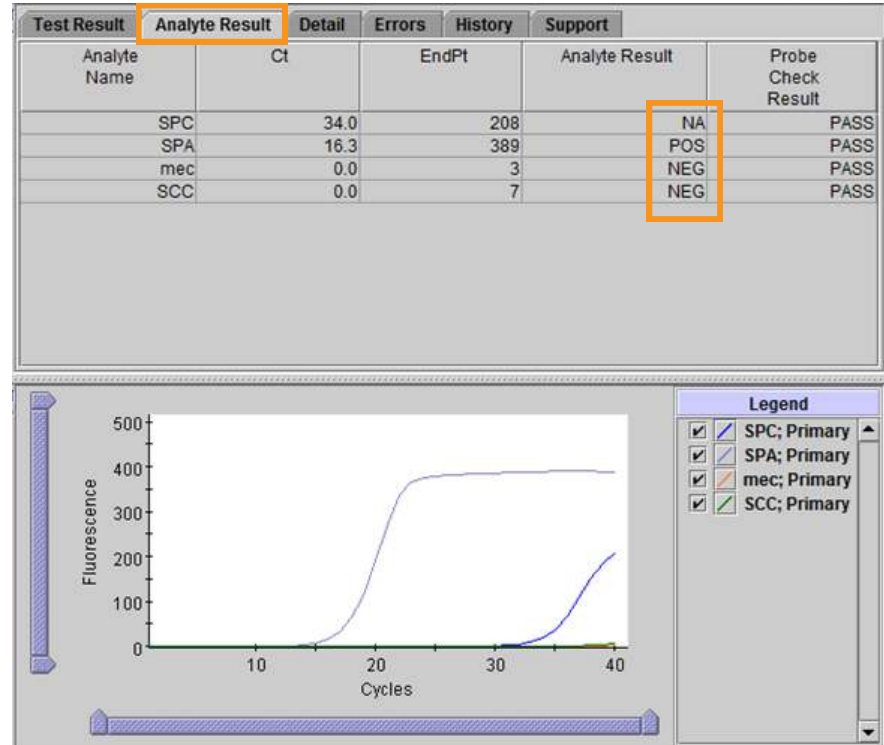 Test Result Analyte Result Detail Errors History Support
Analyte Name Ct EndPt Analyte Result Probe Check Result
SPC 34.0 208 NA PASS
SPA 16.3 389 POS PASS
mec 0.0 3 NEG PASS
SCC 0.0 7 NEG PASS
Legend
SPC; Primary
SPA; Primary
mec; Primary
SCC; Primary
500
400
300
200
100
0
Fluorescence
10 20 30 40
Cycles